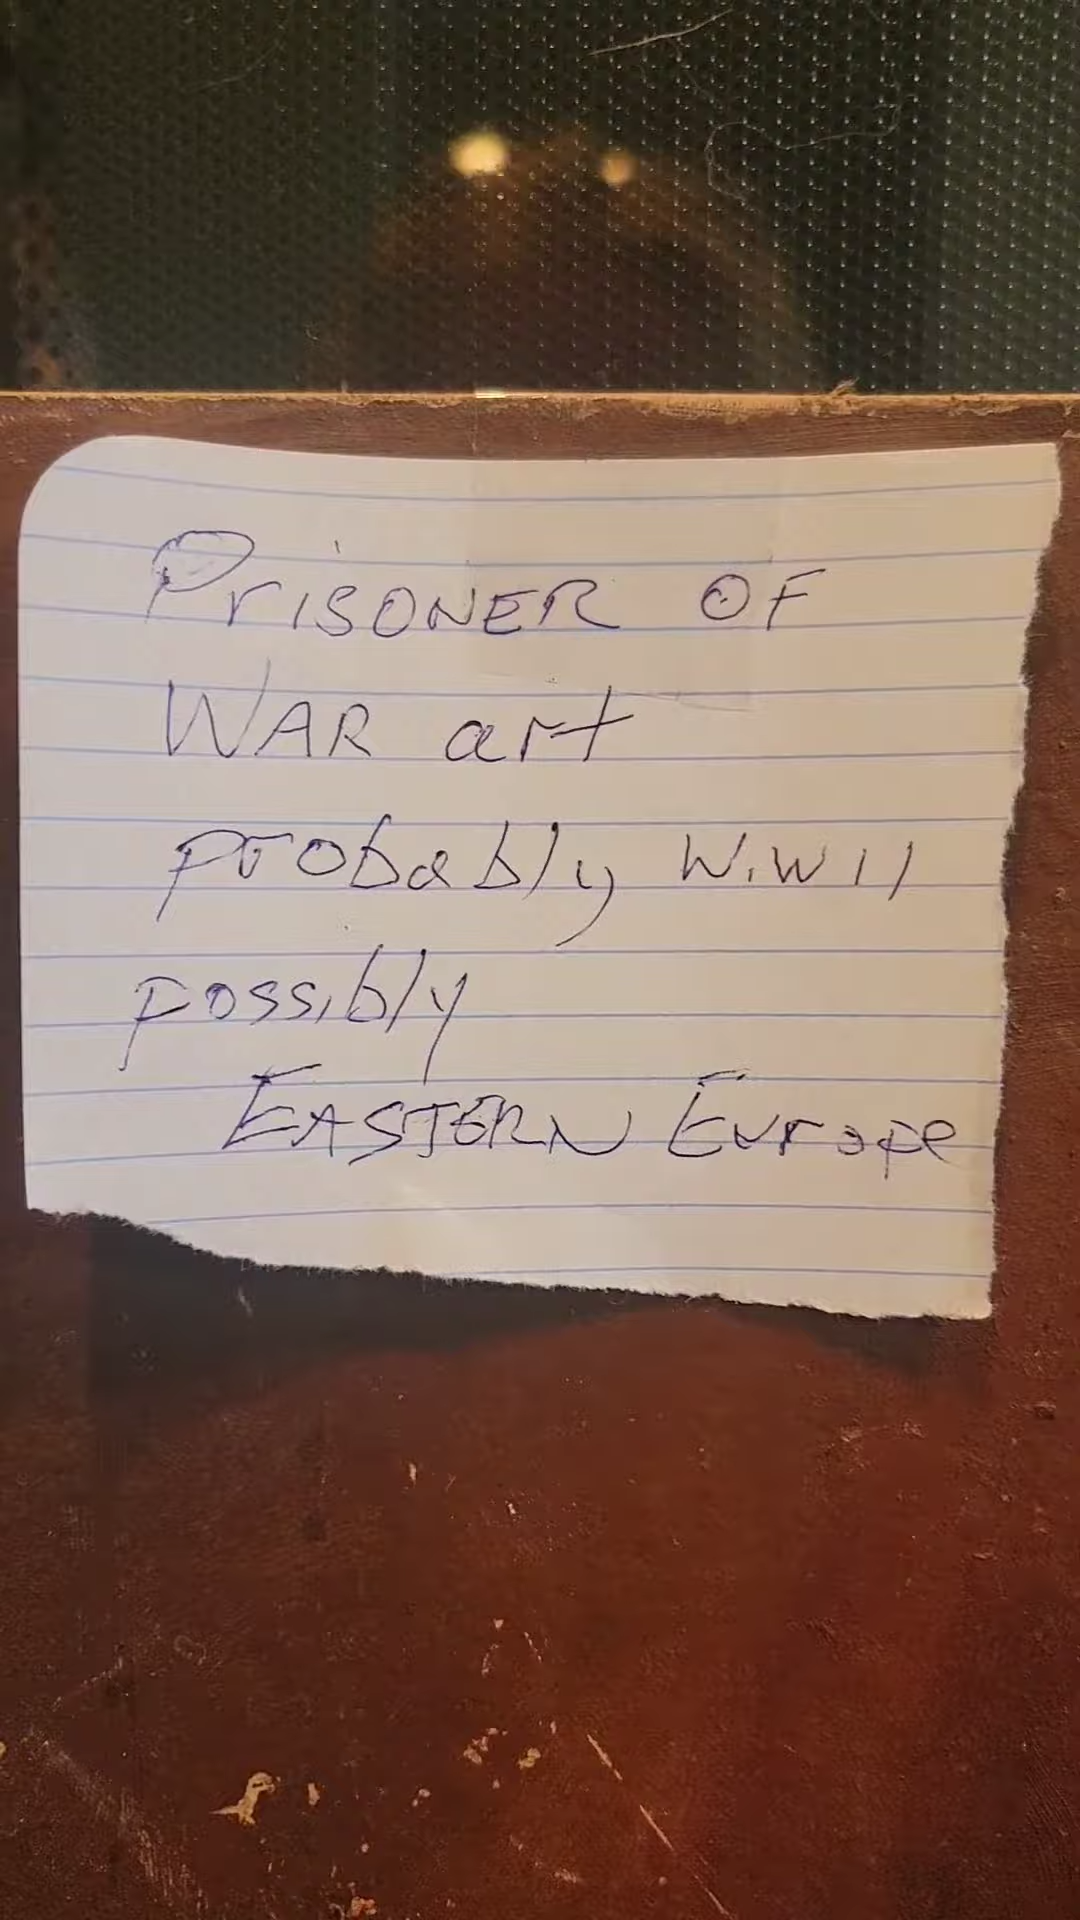 PrISONER OF
WAR art
probably W.W II
possibly
EASTERN Europe